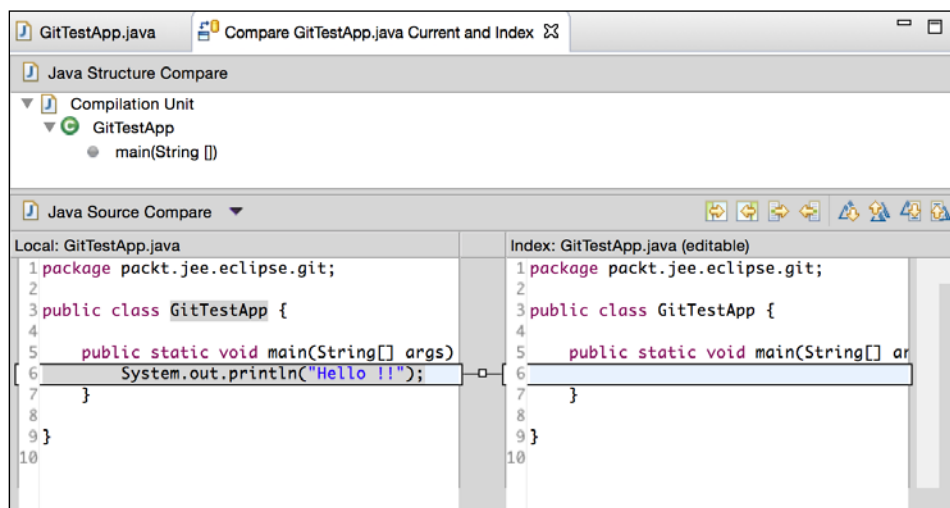 GitTestApp.java    Compare GitTestApp.java Current and Index
Java Structure Compare
Compilation Unit
GitTestApp
main(String [])
Java Source Compare
Local: GitTestApp.java
1 package packt.jee.eclipse.git;
2
3 public class GitTestApp {
4
5     public static void main(String[] args)
6         System.out.println("Hello !!");
7     }
8
9 }
10
Index: GitTestApp.java (editable)
1 package packt.jee.eclipse.git;
2
3 public class GitTestApp {
4
5     public static void main(String[] ar
6
7     }
8
9 }
10